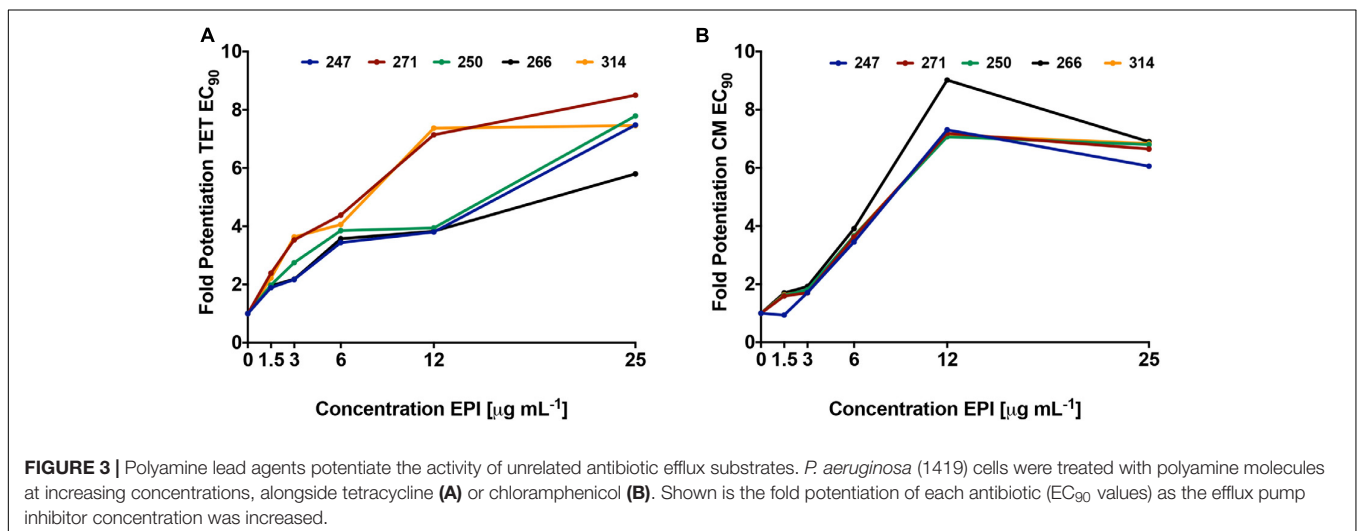 A
10
8
6
4
2
0
Fold Potentiation TET EC90
247 271 250 266 314
0 1.5 3 6 12 25
Concentration EPI [μg mL-1]
B
10
8
6
4
2
0
Fold Potentiation CM EC90
247 271 250 266 314
0 1.5 3 6 12 25
Concentration EPI [μg mL-1]
FIGURE 3 | Polyamine lead agents potentiate the activity of unrelated antibiotic efflux substrates. P. aeruginosa (1419) cells were treated with polyamine molecules
at increasing concentrations, alongside tetracycline (A) or chloramphenicol (B). Shown is the fold potentiation of each antibiotic (EC90 values) as the efflux pump
inhibitor concentration was increased.